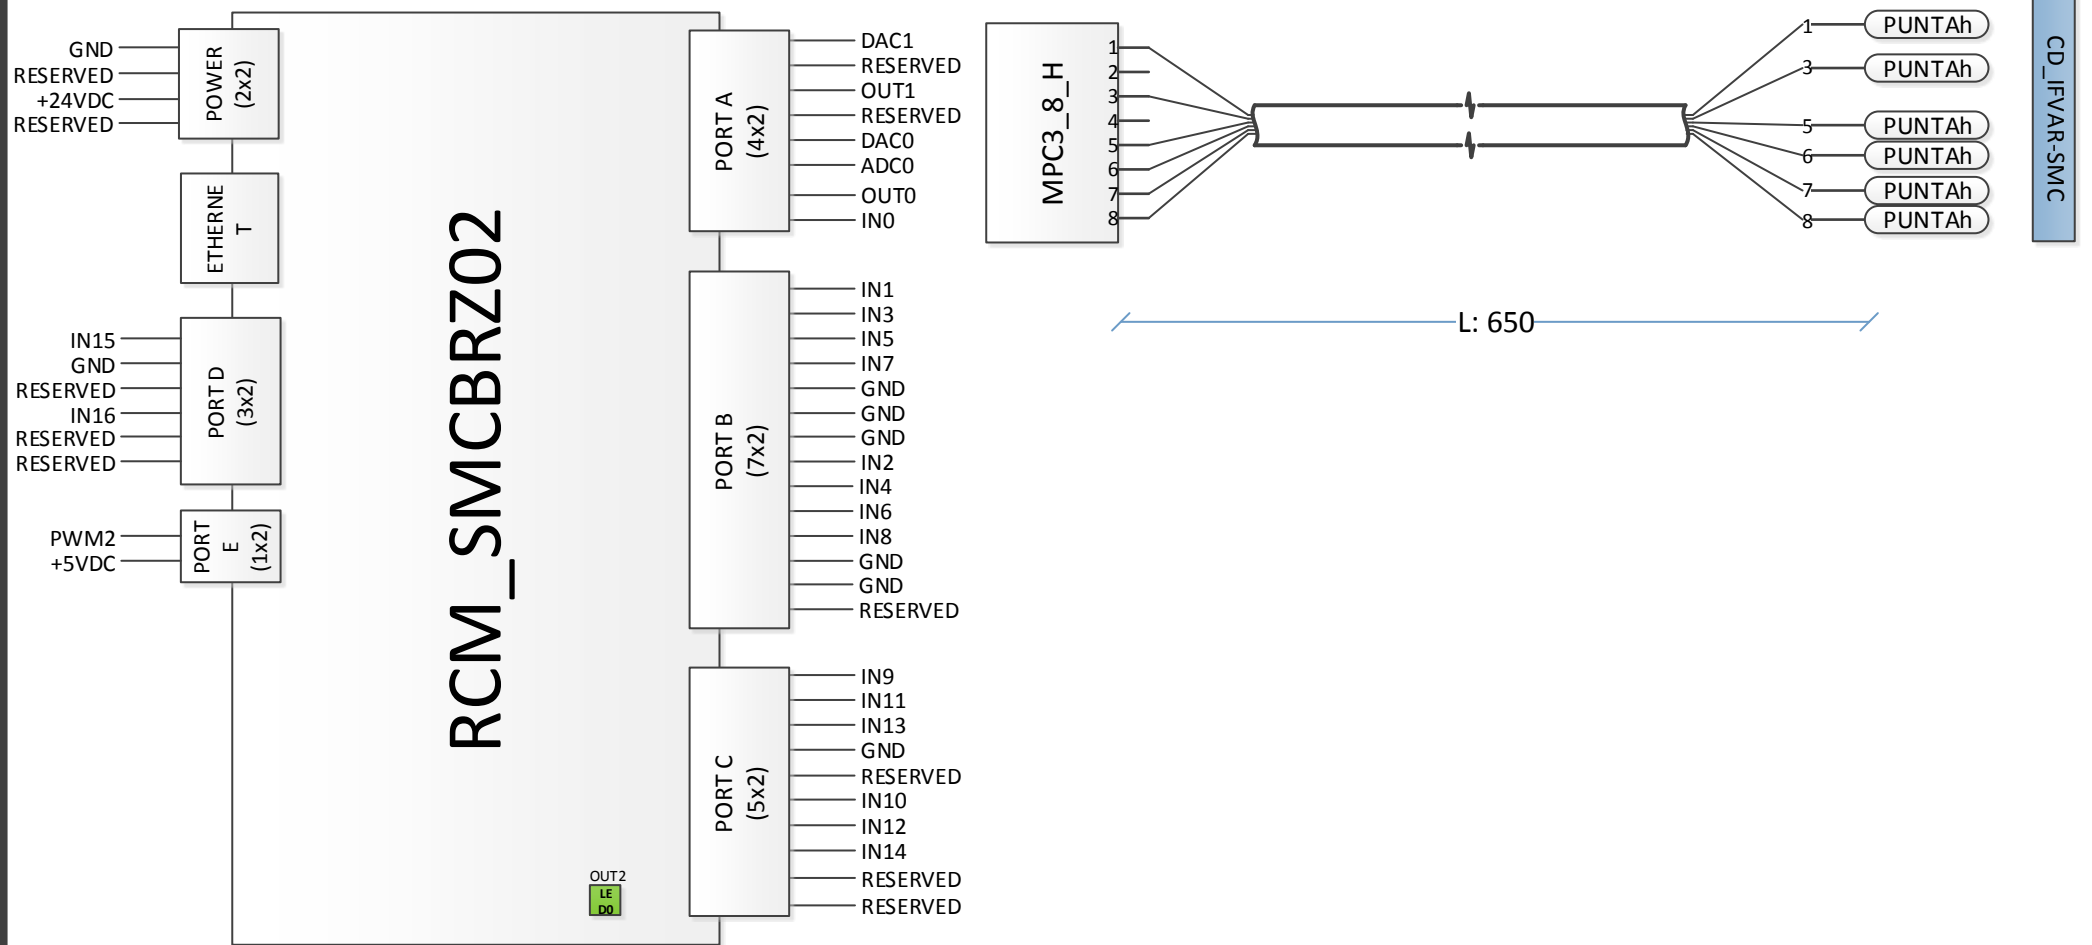 GND
RESERVED
+24VDC
RESERVED
POWER
(2x2)
ETHERNE
T
IN15
GND
RESERVED
IN16
RESERVED
RESERVED
PORT D
(3x2)
PWM2
+5VDC
PORT
E
(1x2)
RCM_SMCBRZ02
OUT2
LE
D0
PORT A
(4x2)
DAC1
RESERVED
OUT1
RESERVED
DAC0
ADC0
OUT0
IN0
PORT B
(7x2)
IN1
IN3
IN5
IN7
GND
GND
GND
IN2
IN4
IN6
IN8
GND
GND
RESERVED
PORT C
(5x2)
IN9
IN11
IN13
GND
RESERVED
IN10
IN12
IN14
RESERVED
RESERVED
MPC3_8_H
1
2
3
4
5
6
7
8
1 PUNTAh
3 PUNTAh
5 PUNTAh
6 PUNTAh
7 PUNTAh
8 PUNTAh
CD_IFVAR-SMC
L: 650